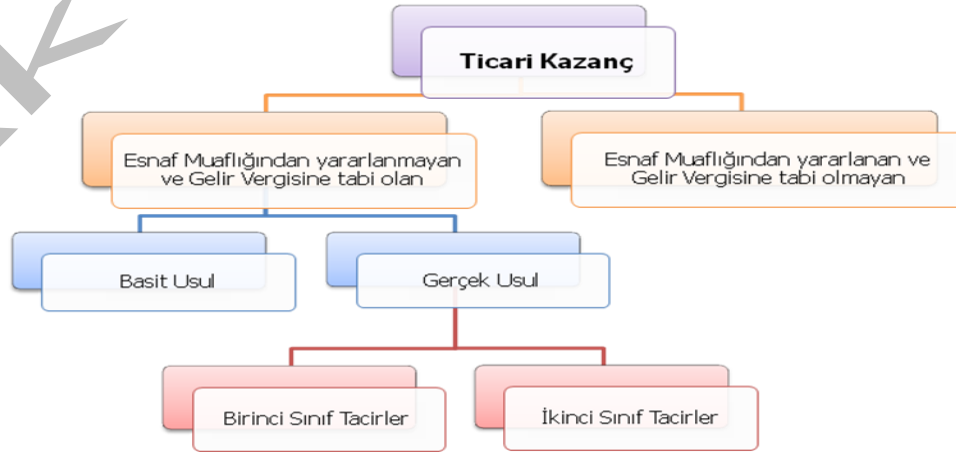 Ticari Kazanç
Esnaf Muaflığından yararlanmayan
ve Gelir Vergisine tabi olan
Esnaf Muaflığından yararlanan ve
Gelir Vergisine tabi olmayan
Basit Usul
Gerçek Usul
Birinci Sınıf Tacirler
İkinci Sınıf Tacirler